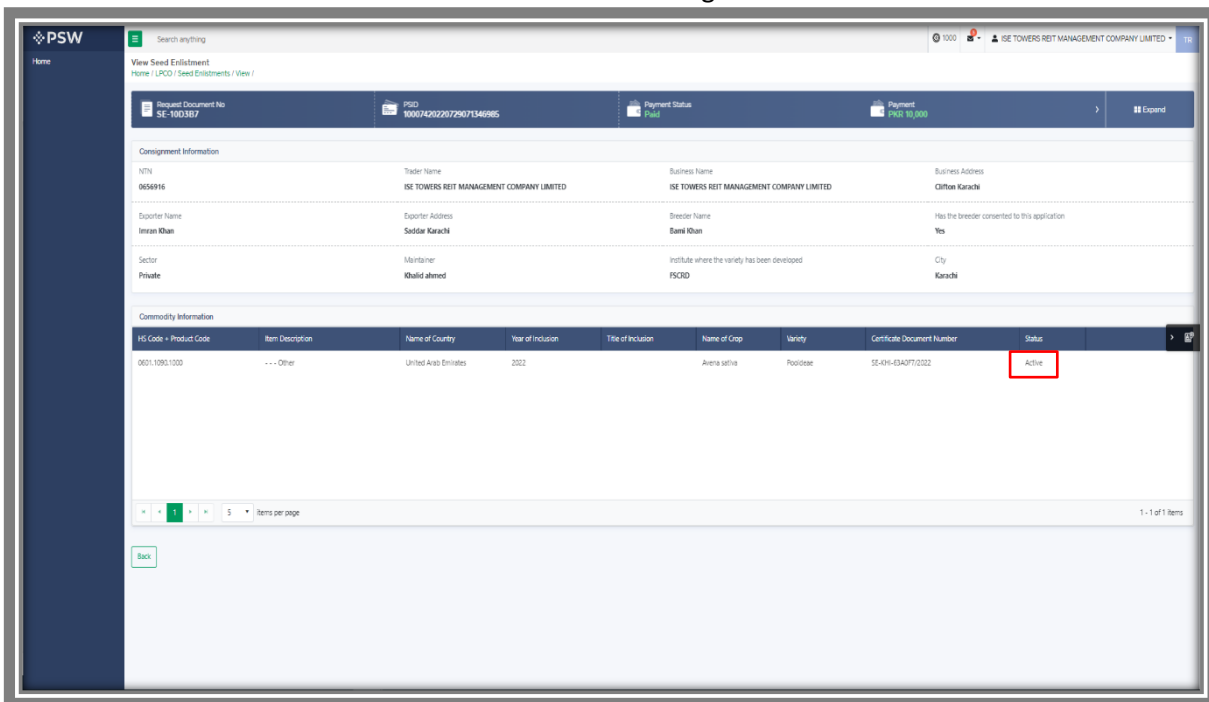 PSW
Search anything
1000
ISE TOWERS REIT MANAGEMENT COMPANY LIMITED
TR
Home
View Seed Enlistment
Home / LPCO / Seed Enlistments / View /
Request Document No
SE-10D3B7
PSID
10007420220729071346985
Payment Status
Paid
Payment
PKR 10,000
Expand
Consignment Information
NTN
Trader Name
Business Name
Business Address
0656916
ISE TOWERS REIT MANAGEMENT COMPANY LIMITED
ISE TOWERS REIT MANAGEMENT COMPANY LIMITED
Clifton Karachi
Exporter Name
Exporter Address
Breeder Name
Has the breeder consented to this application
Imran Khan
Saddar Karachi
Bami Khan
Yes
Sector
Maintainer
Institute where the variety has been developed
City
Private
Khalid ahmed
FSCRD
Karachi
Commodity Information
HS Code + Product Code
Item Description
Name of Country
Year of Inclusion
Title of Inclusion
Name of Crop
Variety
Certificate Document Number
Status
0601.1090.1000
- - - Other
United Arab Emirates
2022
Avena sativa
Pooideae
SE-KHI-E3A0F7/2022
Active
1
5
items per page
1 - 1 of 1 items
Back